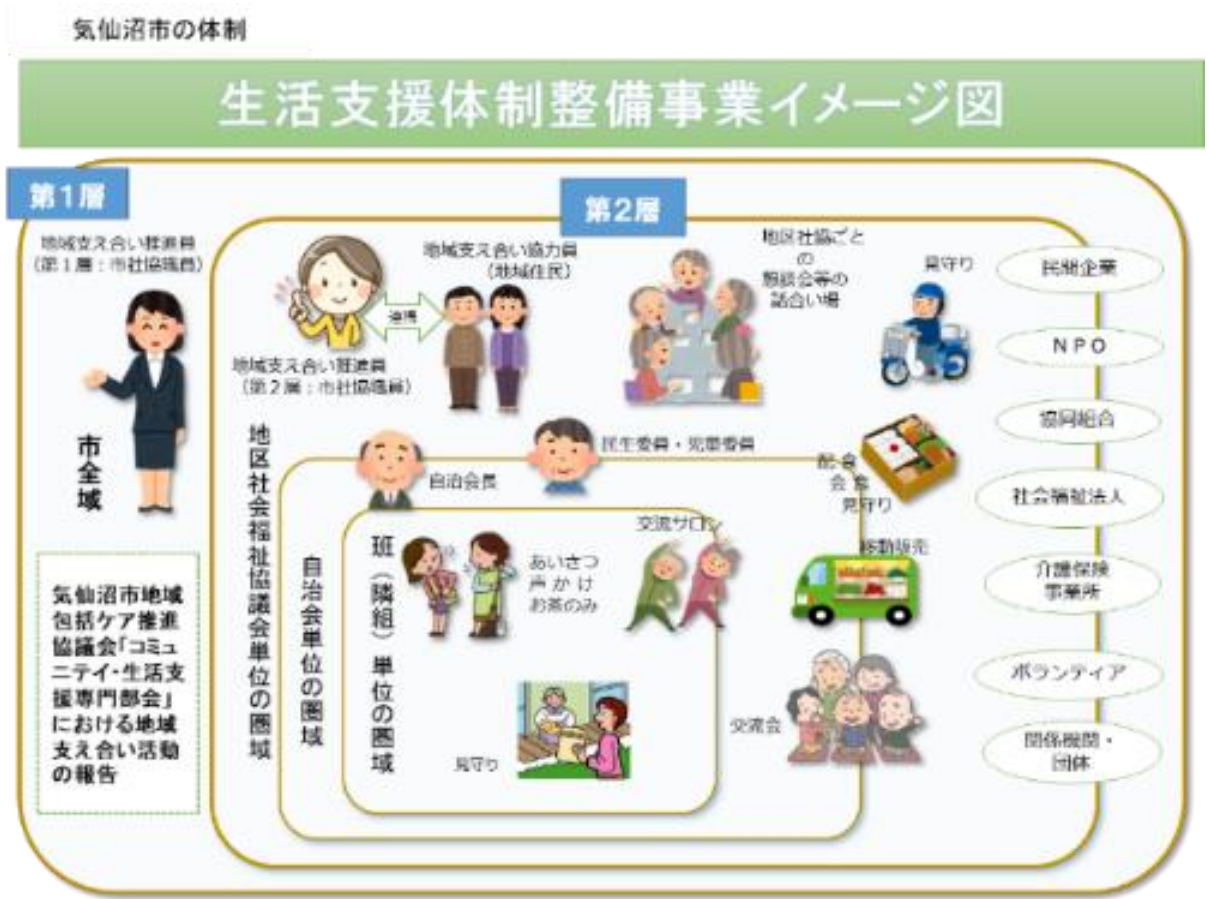 気仙沼市の体制
生活支援体制整備事業イメージ図
第1層
第2層
地域支え合い推進員
(第1層:市社協職員)
市全域
気仙沼市地域
包括ケア推進
協議会「コミュ
ニテイ・生活支
援専門部会」
における地域
支え合い活動
の報告
連携
地域支え合い推進員
(第2層:市社協職員)
地域支え合い協力員
(地域住民)
地区社協ごと
の
懇談会等の
話合い場
見守り
地区社会福祉協議会単位の圏域
自治会長
民生委員・児童委員
配食
会食
見守り
移動販売
交流会
自治会単位の圏域
班(隣組)単位の圏域
あいさつ
声かけ
お茶のみ
交流サロン
見守り
民間企業
NPO
協同組合
社会福祉法人
介護保険
事業所
ボランティア
関係機関・
団体